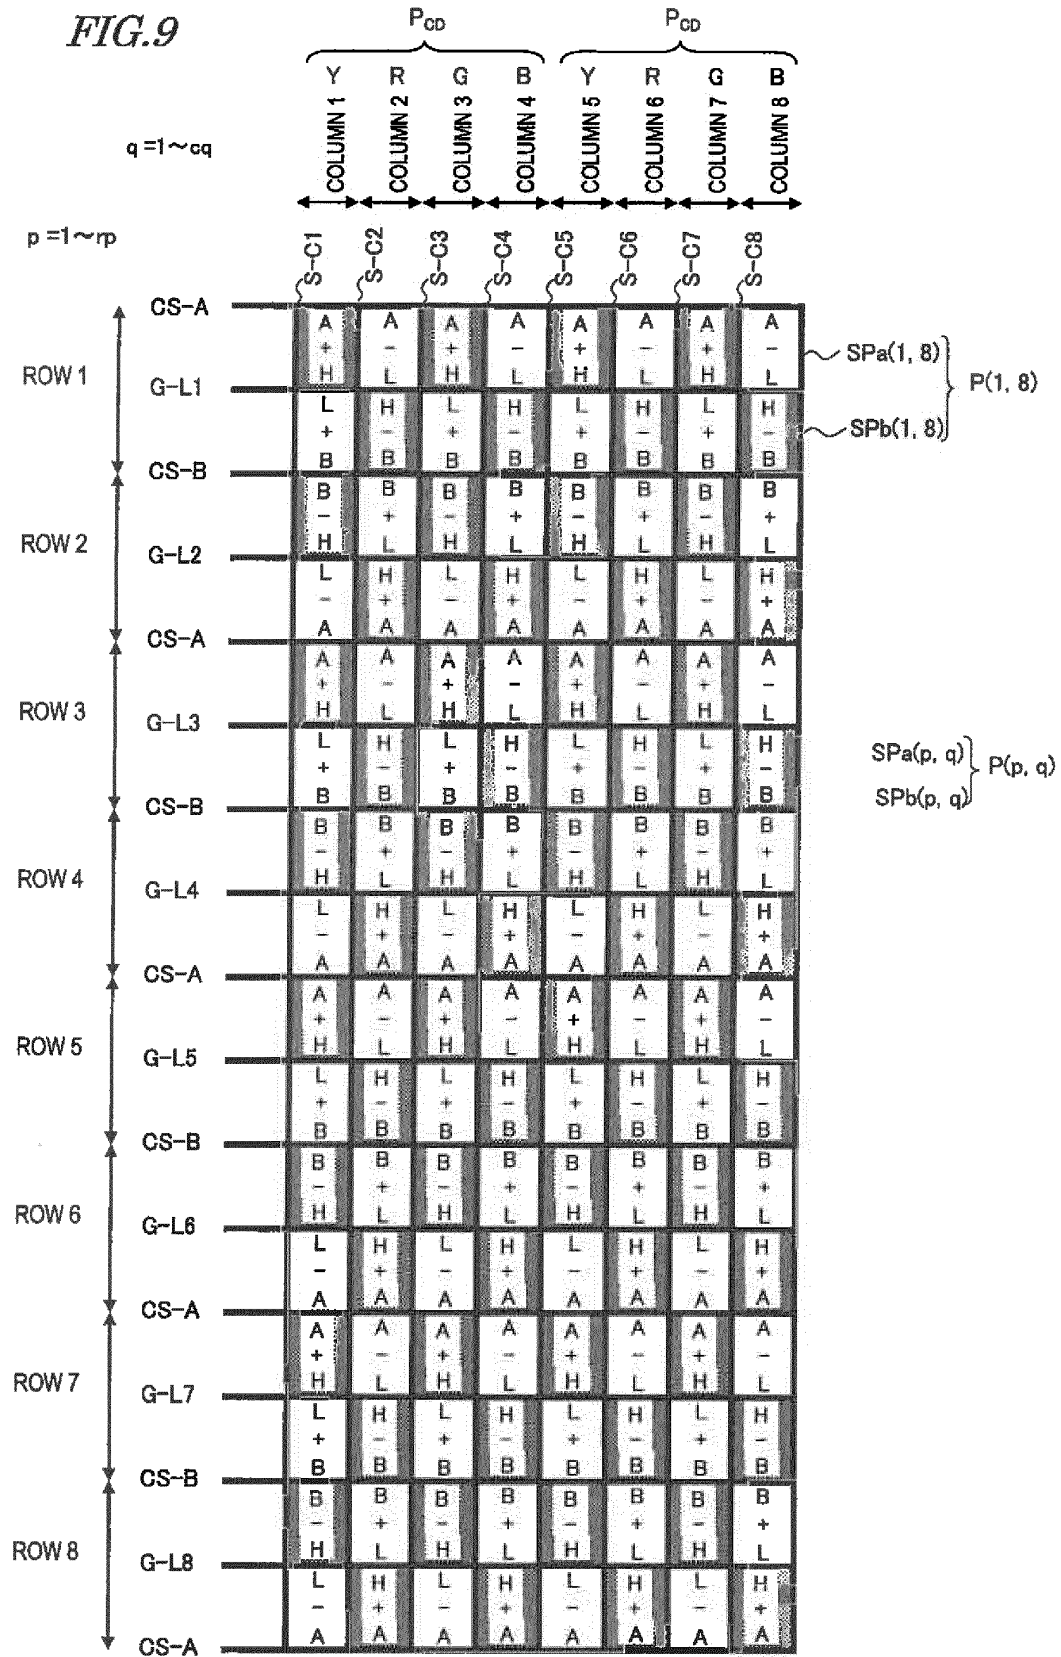 FIG.9
PCD PCD
Y R G B Y R G B
q =1~cq
COLUMN 1 COLUMN 2 COLUMN 3 COLUMN 4 COLUMN 5 COLUMN 6 COLUMN 7 COLUMN 8
p =1~rp
S-C1 S-C2 S-C3 S-C4 S-C5 S-C6 S-C7 S-C8
CS-A
A A A A A A A A
+ − + − + − + −
SPa(1, 8)
H L H L H L H L
ROW 1
P(1, 8)
G-L1
L H L H L H L H
+ − + − + − + −
SPb(1, 8)
B B B B B B B B
CS-B
B B B B B B B B
− + − + − + − +
H L H L H L H L
ROW 2
G-L2
L H L H L H L H
− + − + − + − +
A A A A A A A A
CS-A
A A A A A A A A
+ − + − + − + −
H L H L H L H L
ROW 3
G-L3
L H L H L H L H
SPa(p, q)
+ − + − + − + −
P(p, q)
B B B B B B B B
SPb(p, q)
CS-B
B B B B B B B B
− + − + − + − +
H L H L H L H L
ROW 4
G-L4
L H L H L H L H
− + − + − + − +
A A A A A A A A
CS-A
A A A A A A A A
+ − + − + − + −
H L H L H L H L
ROW 5
G-L5
L H L H L H L H
+ − + − + − + −
B B B B B B B B
CS-B
B B B B B B B B
− + − + − + − +
H L H L H L H L
ROW 6
G-L6
L H L H L H L H
− + − + − + − +
A A A A A A A A
CS-A
A A A A A A A A
+ − + − + − + −
H L H L H L H L
ROW 7
G-L7
L H L H L H L H
+ − + − + − + −
B B B B B B B B
CS-B
B B B B B B B B
− + − + − + − +
H L H L H L H L
ROW 8
G-L8
L H L H L H L H
− + − + − + − +
A A A A A A A A
CS-A